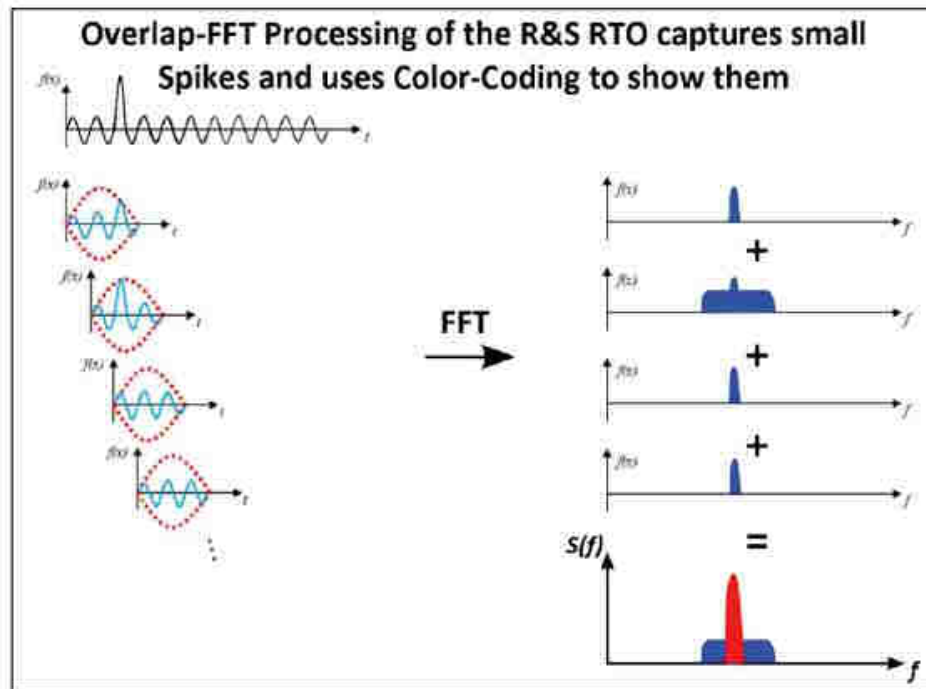 Overlap-FFT Processing of the R&S RTO captures small
Spikes and uses Color-Coding to show them
f(x)
t
f(x)
t
f(x)
t
f(x)
t
f(x)
t
FFT
f(x)
f
+
f(x)
f
+
f(x)
f
+
f(x)
f
=
S(f)
f